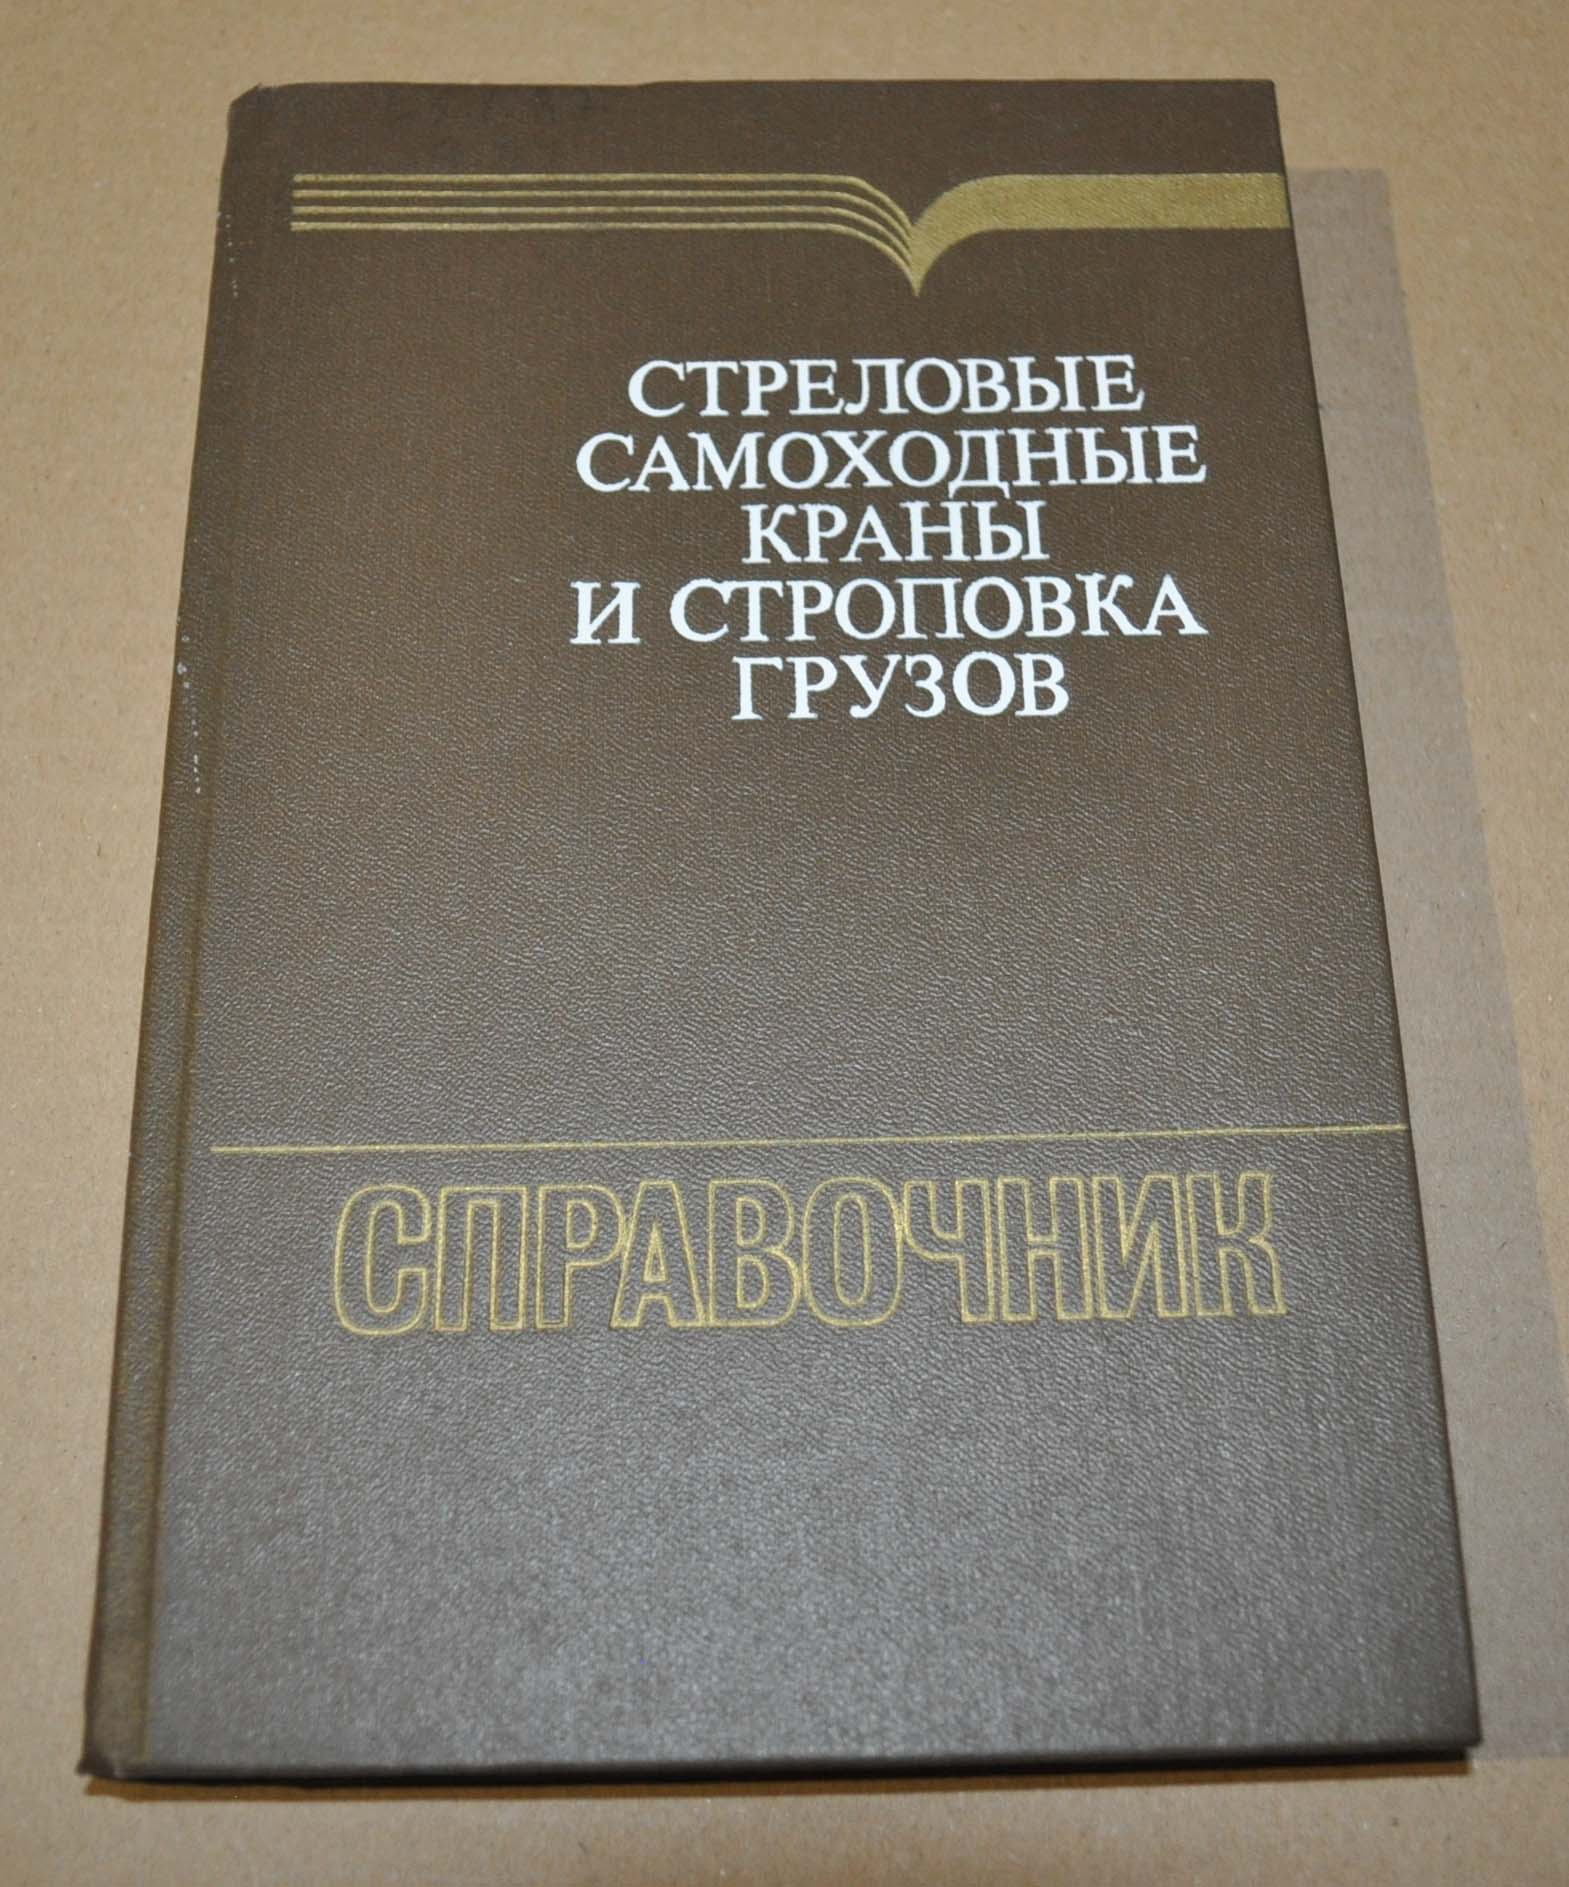 СТРЕЛОВЫЕ
САМОХОДНЫЕ
КРАНЫ
И СТРОПОВКА
ГРУЗОВ
СПРАВОЧНИК